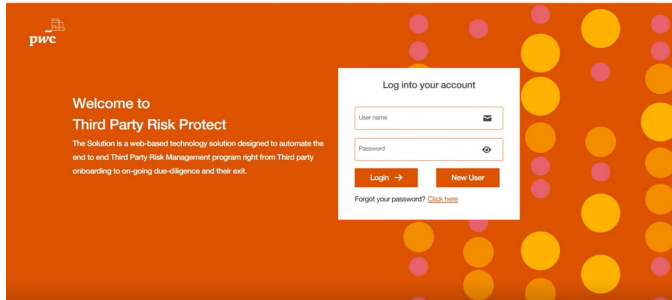 pwc
Welcome to
Third Party Risk Protect
The Solution is a web-based technology solution designed to automate the
end to end Third Party Risk Management program right from Third party
onboarding to on-going due-diligence and their exit.
Log into your account
User name
Password
Login →
New User
Forgot your password? Click here